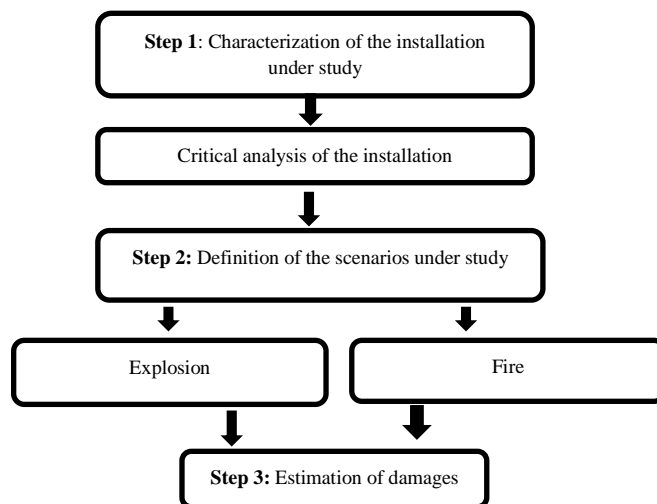 Step 1: Characterization of the installation
under study
Critical analysis of the installation
Step 2: Definition of the scenarios under study
Explosion
Fire
Step 3: Estimation of damages